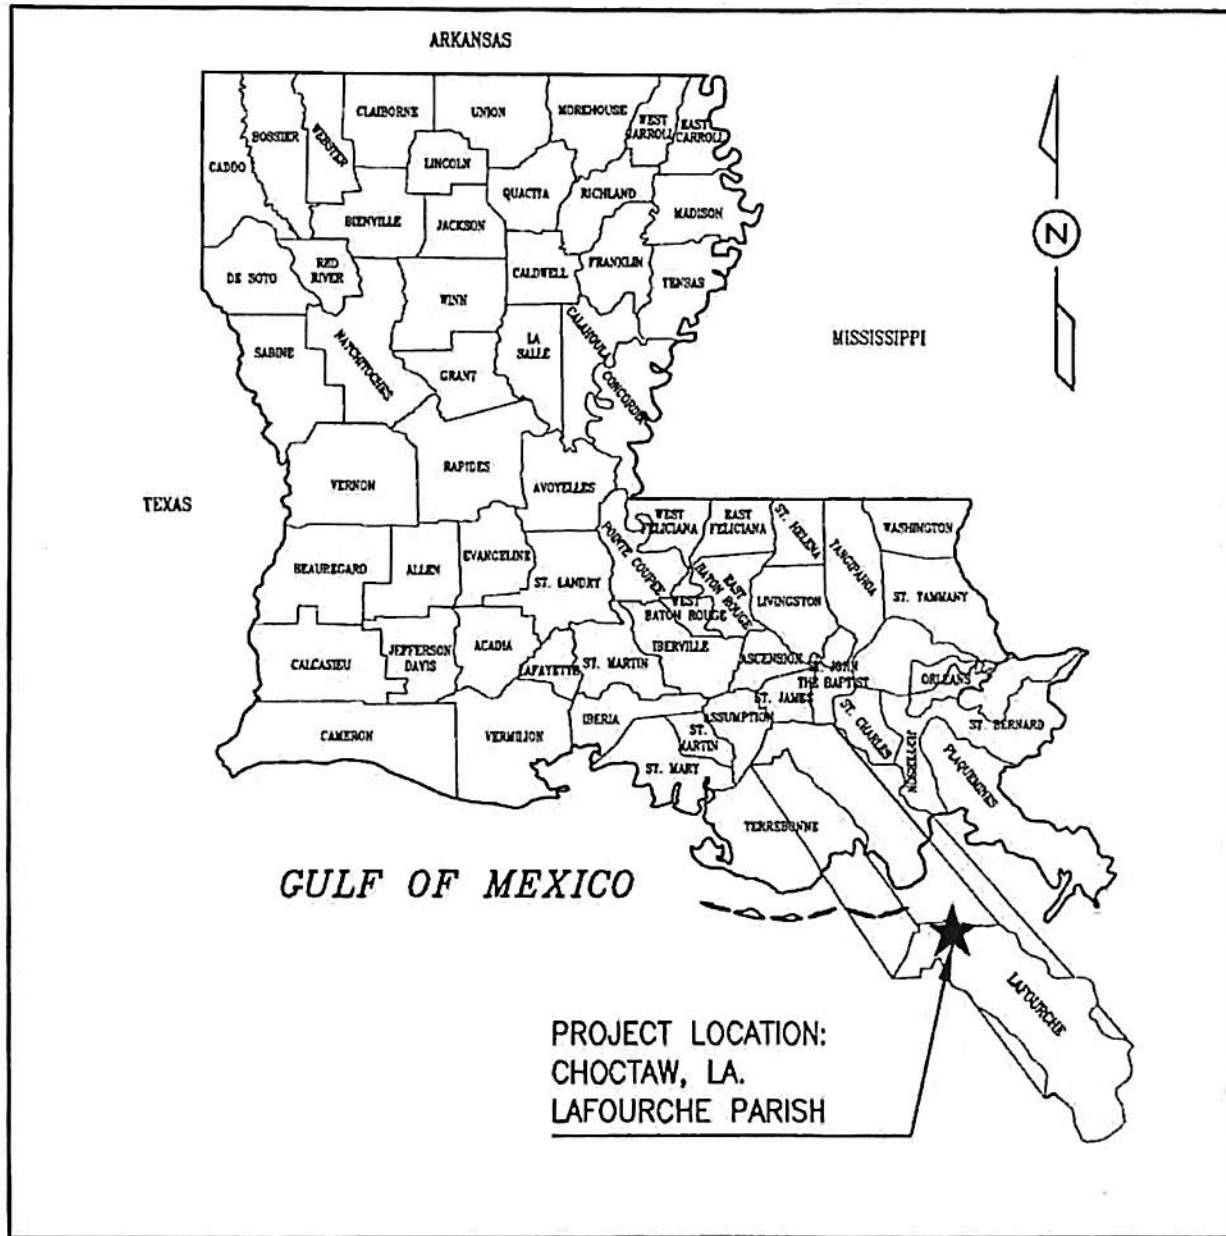 ARKANSAS
CLAIBORNE
UNION
MOREHOUSE
WEST
CARROLL
EAST
CARROLL
BOSSIER
WEBSTER
CADDO
LINCOLN
QUACITA
RICHLAND
MADISON
BIENVILLE
JACKSON
DE SOTO
RED
RIVER
CALDWELL
FRANKLIN
TENSAS
WINN
N
SABINE
NATCHITOCHES
GRANT
LA
SALLE
CALAHOULA
CONCORDIA
MISSISSIPPI
TEXAS
VERNON
RAPIDES
AVOYELLES
POINTE COUPEE
WEST
FELICIANA
EAST
FELICIANA
ST. HELENA
TANGIPAHOA
WASHINGTON
BEAUREGARD
ALLEN
EVANGELINE
ST. LANDRY
WEST
BATON ROUGE
EAST
BATON ROUGE
LIVINGSTON
ST. TAMMANY
CALCASIEU
JEFFERSON
DAVIS
ACADIA
LAFAYETTE
ST. MARTIN
IBERVILLE
ASCENSION
ST. JOHN
THE BAPTIST
ST. JAMES
ORLEANS
CAMERON
VERMILION
IBERIA
ST.
MARTIN
ASSUMPTION
ST. CHARLES
JEFFERSON
ST. BERNARD
PLAQUEMINES
ST. MARY
TERREBONNE
GULF OF MEXICO
LAFOURCHE
PROJECT LOCATION:
CHOCTAW, LA.
LAFOURCHE PARISH